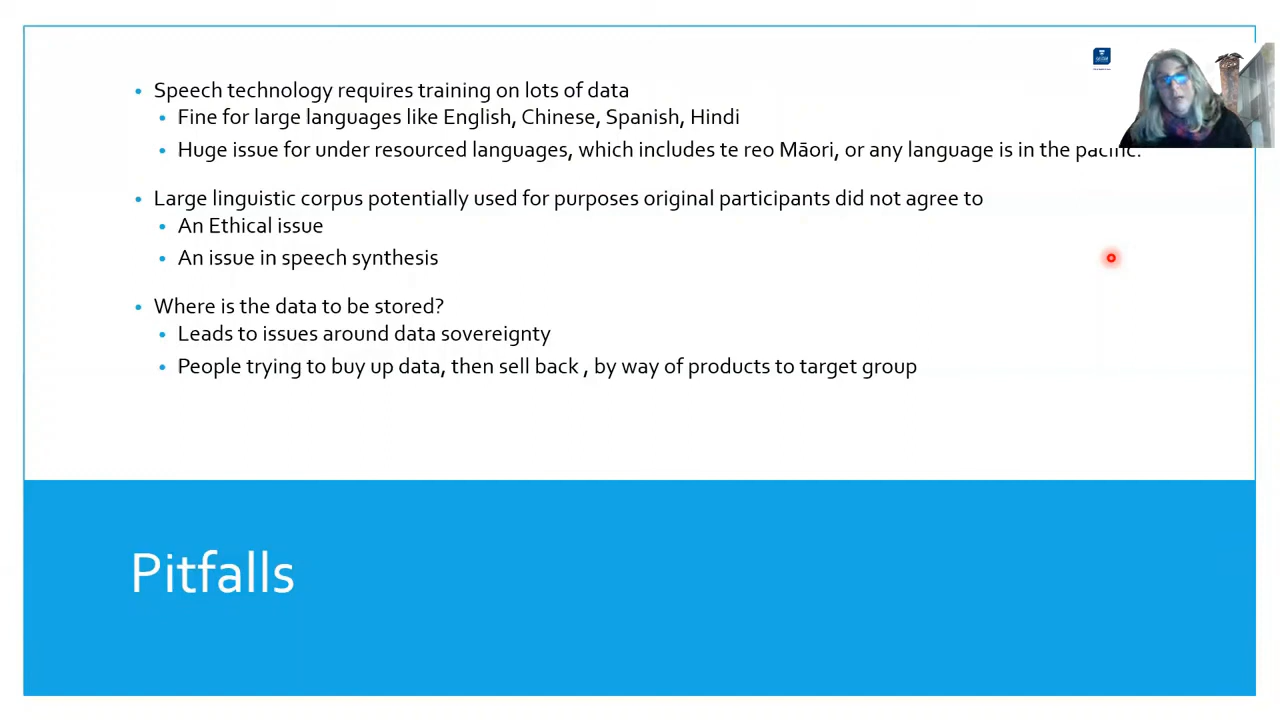 Speech technology requires training on lots of data
Fine for large languages like English, Chinese, Spanish, Hindi
Huge issue for under resourced languages, which includes te reo Māori, or any language is in the pacific.
Large linguistic corpus potentially used for purposes original participants did not agree to
An Ethical issue
An issue in speech synthesis
Where is the data to be stored?
Leads to issues around data sovereignty
People trying to buy up data, then sell back , by way of products to target group
Pitfalls